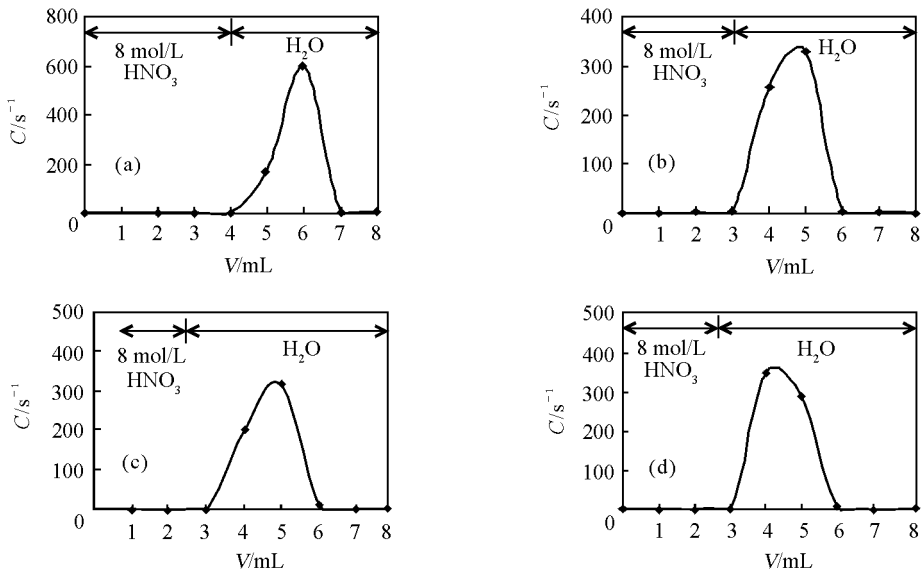 800
600
400
200
0
8 mol/L
HNO₃
H₂O
(a)
C/s⁻¹
1 2 3 4 5 6 7 8
V/mL
400
300
200
100
0
8 mol/L
HNO₃
H₂O
(b)
C/s⁻¹
1 2 3 4 5 6 7 8
V/mL
500
400
300
200
100
0
8 mol/L
HNO₃
H₂O
(c)
C/s⁻¹
1 2 3 4 5 6 7 8
V/mL
500
400
300
200
100
0
8 mol/L
HNO₃
H₂O
(d)
C/s⁻¹
1 2 3 4 5 6 7 8
V/mL